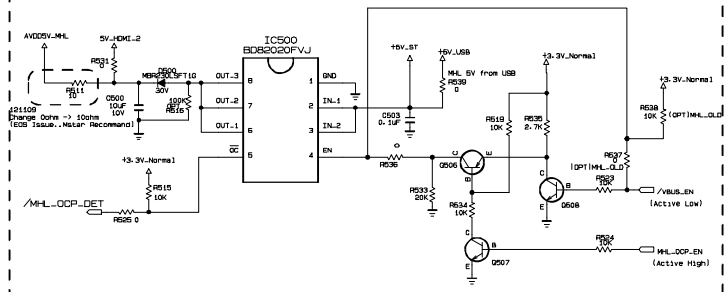 IC500
BD82020FVJ
AVDD5V_MHL
5V_HDMI_2
R531
0
D500
MBR230LSFT1G
30V
R511
10
C500
10uF
10V
100K
OPT
R516
121109
Change 0ohm -> 10ohm
(EOS Issue..Mstar Recommand)
OUT_3
8
OUT_2
7
OUT_1
6
OC
5
1
GND
2
IN_1
3
IN_2
4
EN
+5V_ST
+5V_USB
MHL 5V from USB
R539
0
C503
0.1uF
+3.3V_Normal
R519
10K
R535
2.7K
+3.3V_Normal
R538
10K
(OPT)MHL_OLD
R537
0
(OPT)MHL_OLD
R536
0
C
E
Q506
B
R533
20K
R534
10K
C
B
E
Q508
R523
10K
/VBUS_EN
(Active Low)
C
B
E
Q507
R524
10K
MHL_OCP_EN
(Active High)
+3.3V_Normal
R515
10K
/MHL_OCP_DET
R525 0